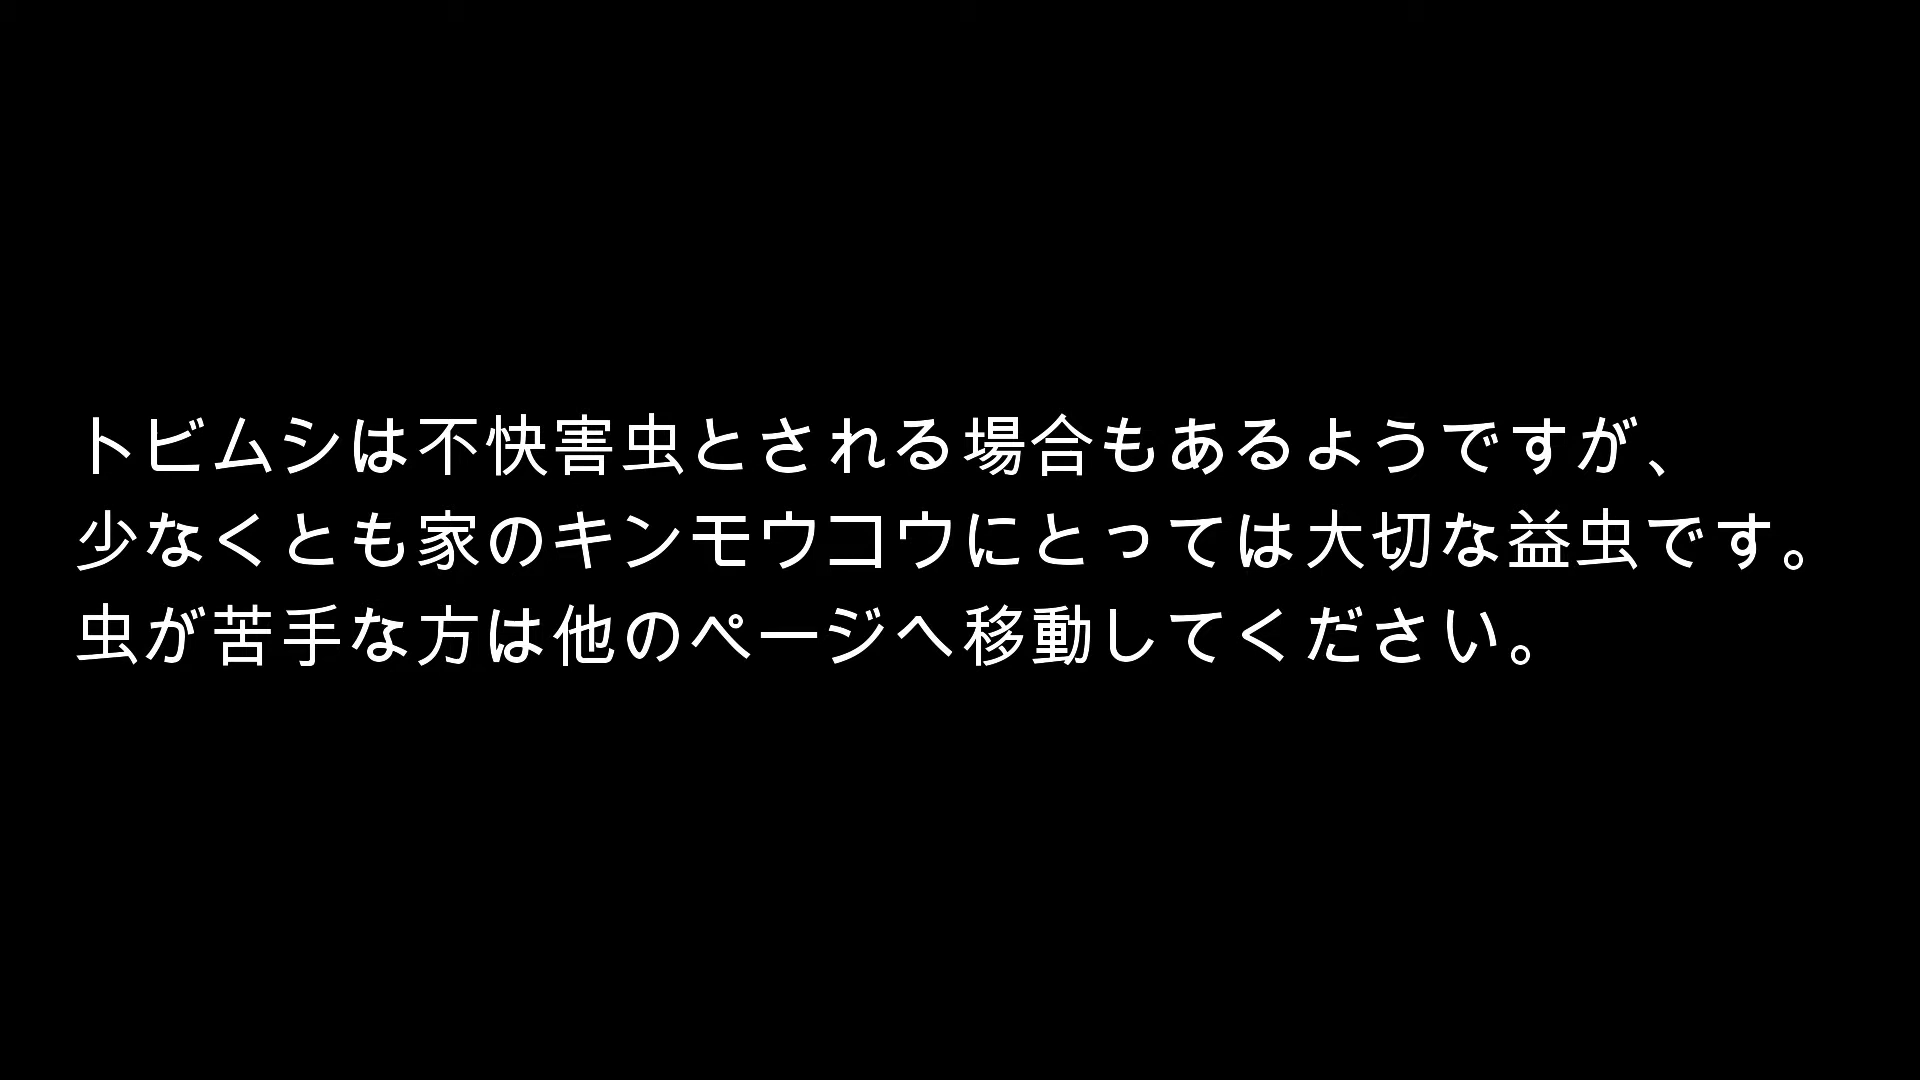 トビムシは不快害虫とされる場合もあるようですが、
少なくとも家のキンモウコウにとっては大切な益虫です。
虫が苦手な方は他のページへ移動してください。